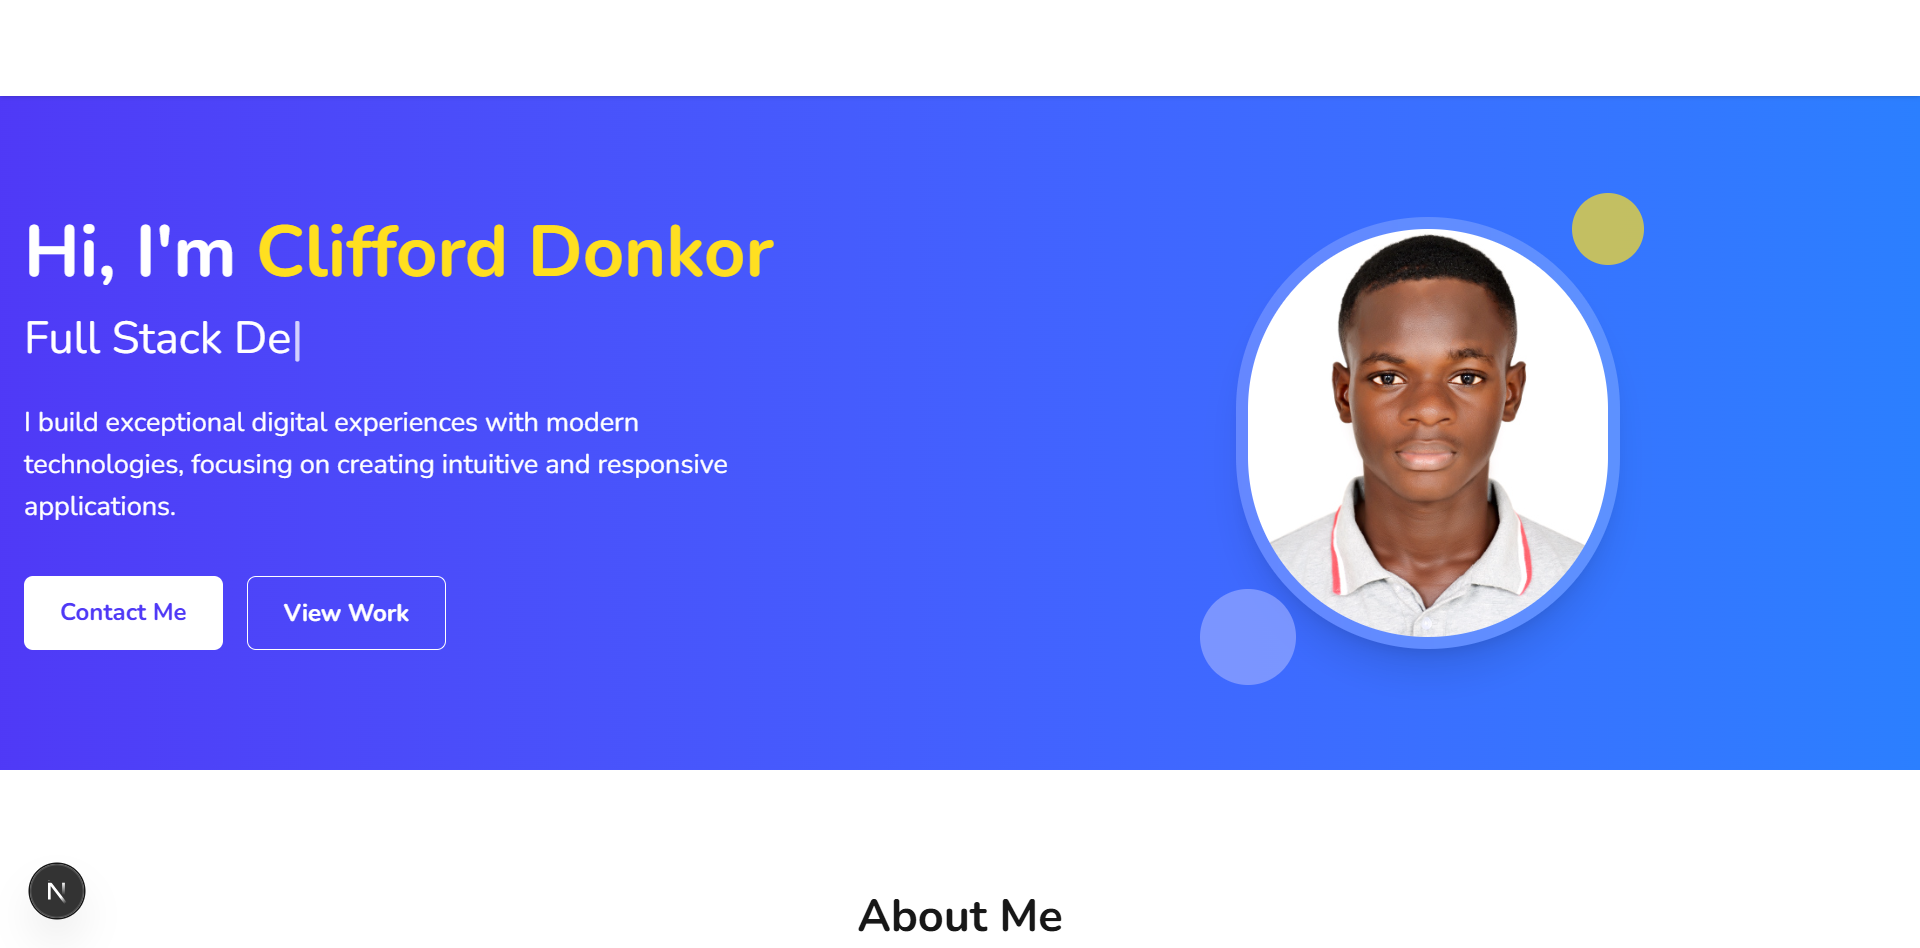 Hi, I'm Clifford Donkor
Full Stack De|
I build exceptional digital experiences with modern
technologies, focusing on creating intuitive and responsive
applications.
Contact Me
View Work
N
About Me